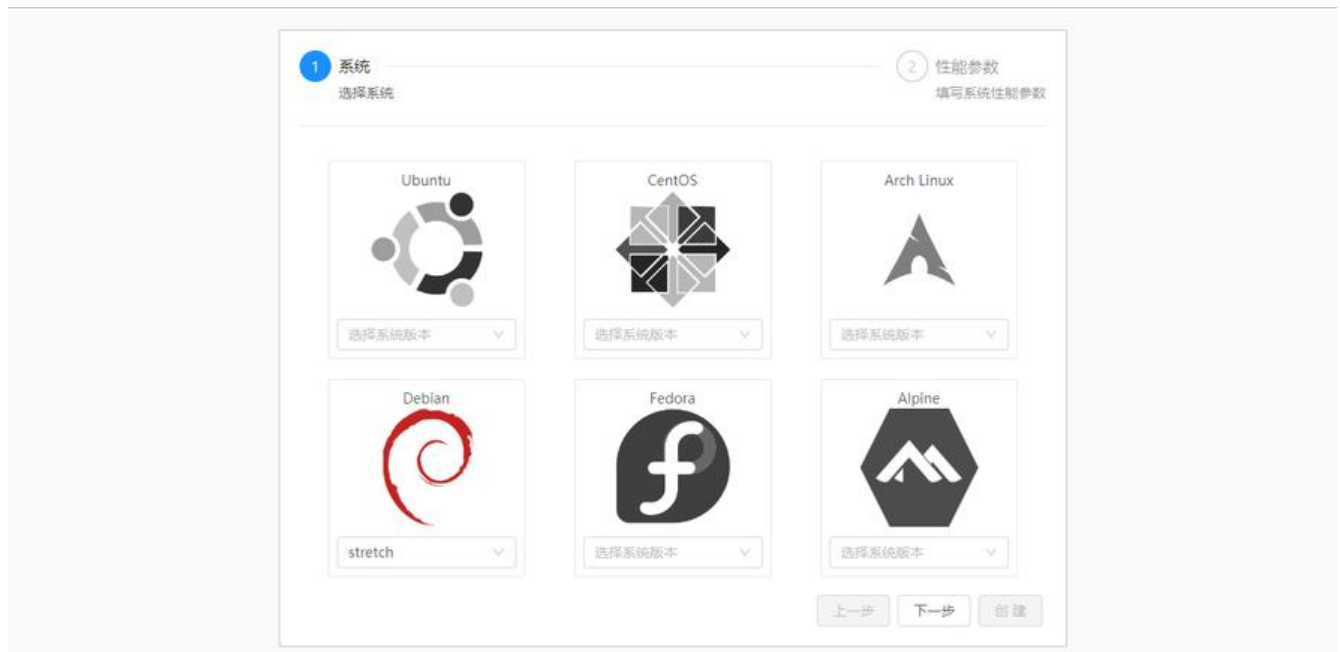 1 系统
选择系统
2 性能参数
填写系统性能参数
Ubuntu
CentOS
Arch Linux
选择系统版本
选择系统版本
选择系统版本
Debian
Fedora
Alpine
stretch
选择系统版本
选择系统版本
上一步
下一步
创建